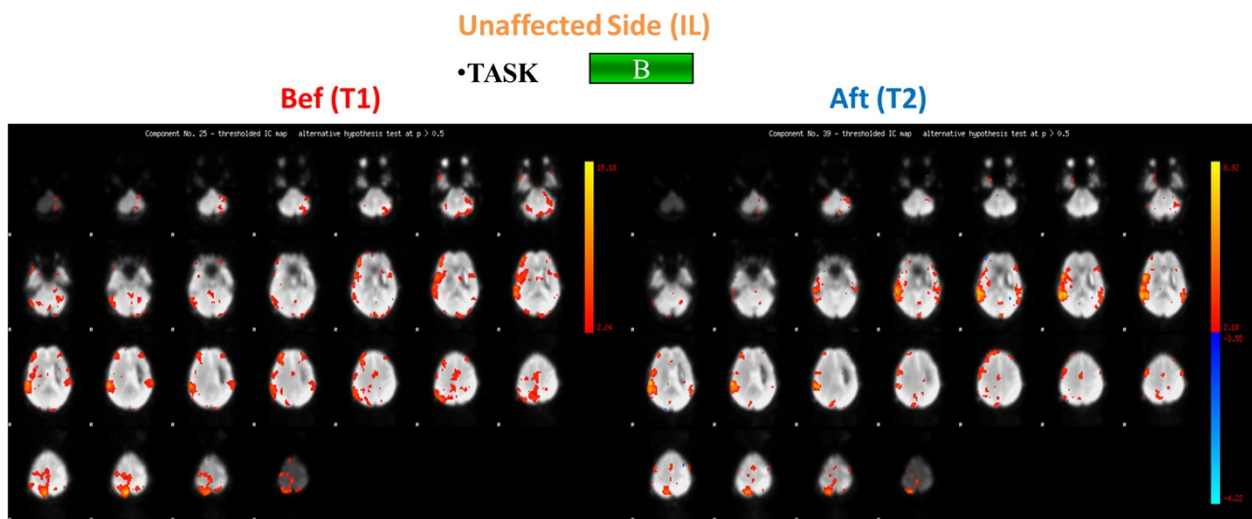 Unaffected Side (IL)
•TASK B
Bef (T1) Aft (T2)
Component No. 25 - thresholded IC map alternative hypothesis test at p > 0.5
15.18
2.04
Component No. 39 - thresholded IC map alternative hypothesis test at p > 0.5
8.92
2.18
-3.55
-4.22